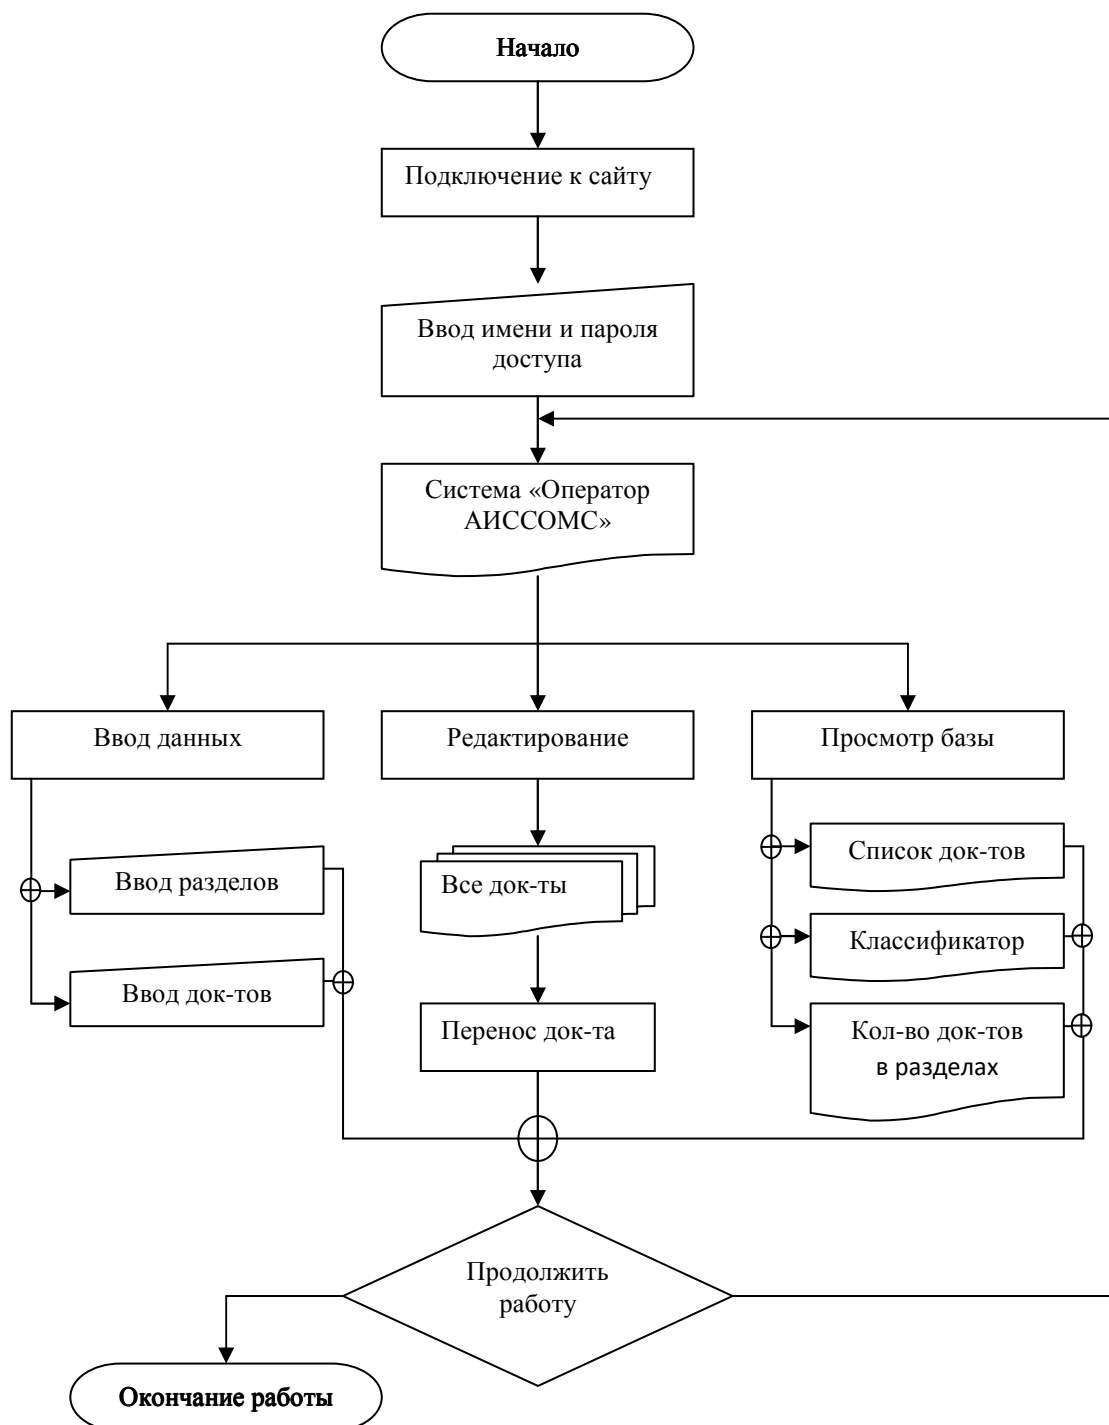 Начало
Подключение к сайту
Ввод имени и пароля
доступа
Система «Оператор
АИССОМС»
Ввод данных
Редактирование
Просмотр базы
Ввод разделов
Ввод док-тов
Все док-ты
Перенос док-та
Список док-тов
Классификатор
Кол-во док-тов
в разделах
Продолжить
работу
Окончание работы